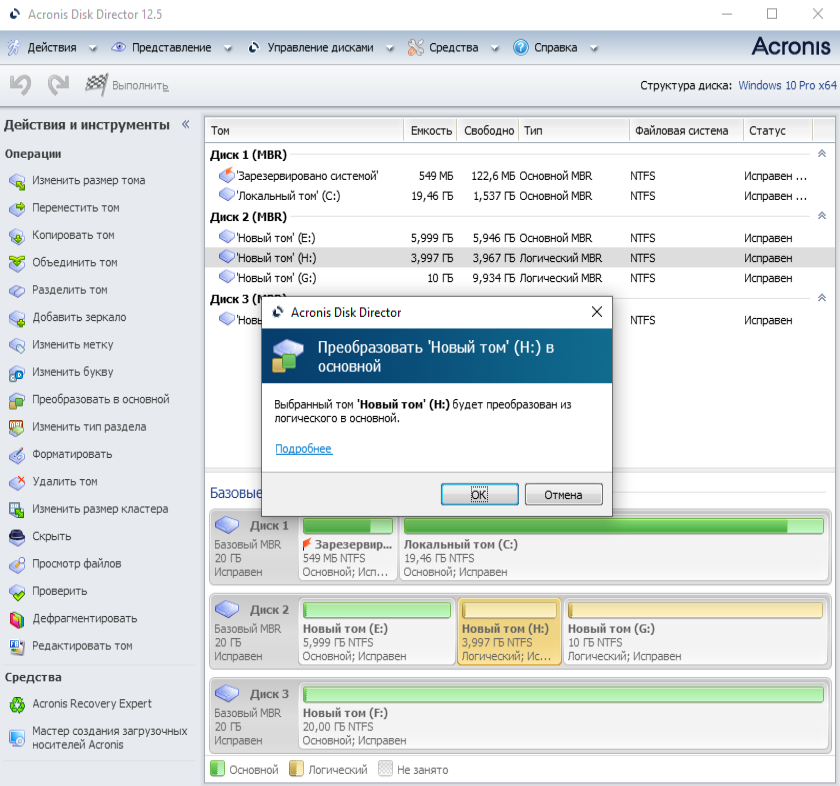 Acronis Disk Director 12.5
Действия Представление Управление дисками Средства Справка Acronis
Выполнить Структура диска: Windows 10 Pro x64
Действия и инструменты «
Операции
Изменить размер тома
Переместить том
Копировать том
Объединить том
Разделить том
Добавить зеркало
Изменить метку
Изменить букву
Преобразовать в основной
Изменить тип раздела
Форматировать
Удалить том
Изменить размер кластера
Скрыть
Просмотр файлов
Проверить
Дефрагментировать
Редактировать том
Средства
Acronis Recovery Expert
Мастер создания загрузочных
носителей Acronis
Том Емкость Свободно Тип Файловая система Статус
Диск 1 (MBR)
'Зарезервировано системой' 549 МБ 122,6 МБ Основной MBR NTFS Исправен ...
'Локальный том' (C:) 19,46 ГБ 1,537 ГБ Основной MBR NTFS Исправен ...
Диск 2 (MBR)
'Новый том' (E:) 5,999 ГБ 5,946 ГБ Основной MBR NTFS Исправен
'Новый том' (H:) 3,997 ГБ 3,967 ГБ Логический MBR NTFS Исправен
'Новый том' (G:) 10 ГБ 9,934 ГБ Логический MBR NTFS Исправен
Диск 3 (MBR)
'Новь NTFS Исправен
Acronis Disk Director
Преобразовать 'Новый том' (H:) в
основной
Выбранный том 'Новый том' (H:) будет преобразован из
логического в основной.
Подробнее
OK Отмена
Базовые
Диск 1
Базовый MBR
20 ГБ
Исправен
Зарезервир...
549 МБ NTFS
Основной; Исп...
Локальный том (C:)
19,46 ГБ NTFS
Основной; Исправен
Диск 2
Базовый MBR
20 ГБ
Исправен
Новый том (E:)
5,999 ГБ NTFS
Основной; Исправен
Новый том (H:)
3,997 ГБ NTFS
Логический; Ис...
Новый том (G:)
10 ГБ NTFS
Логический; Исправен
Диск 3
Базовый MBR
20 ГБ
Исправен
Новый том (F:)
20,00 ГБ NTFS
Основной; Исправен
Основной Логический Не занято